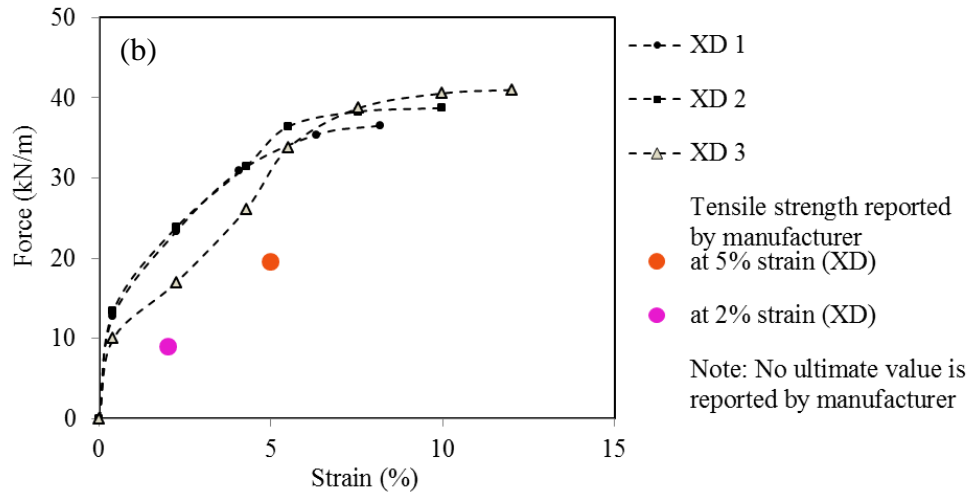 (b)
50
40
30
20
10
0
Force (kN/m)
0
5
10
15
Strain (%)
XD 1
XD 2
XD 3
Tensile strength reported
by manufacturer
at 5% strain (XD)
at 2% strain (XD)
Note: No ultimate value is
reported by manufacturer